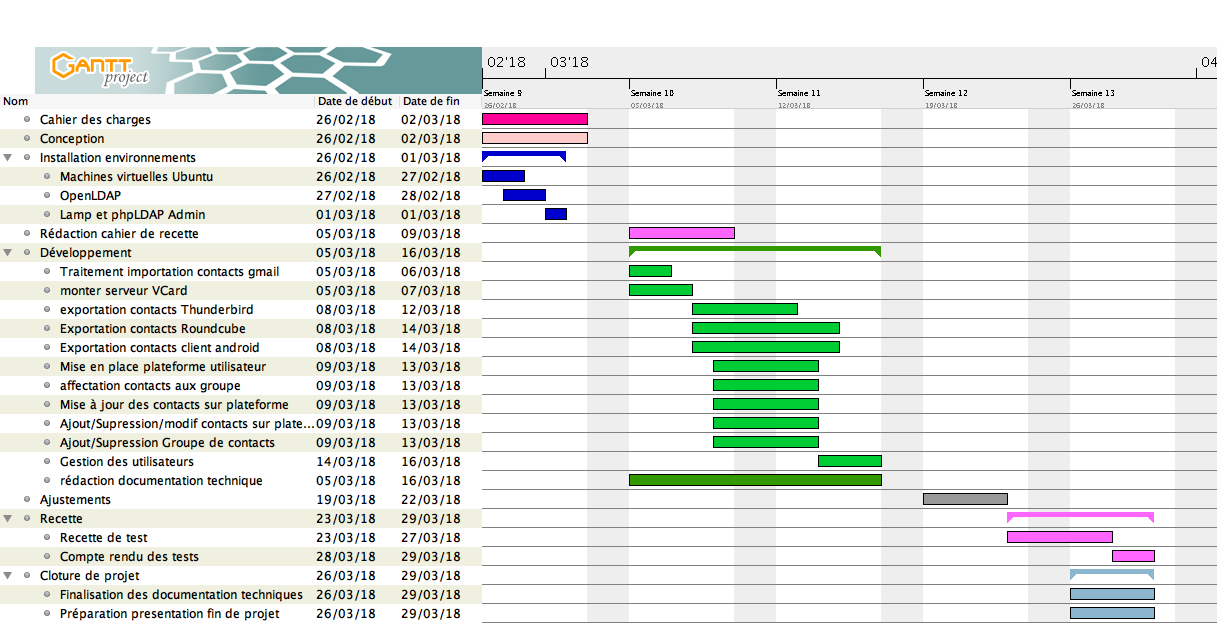 GANTT project
02'18 03'18 04
Semaine 9 Semaine 10 Semaine 11 Semaine 12 Semaine 13
26/02/18 05/03/18 12/03/18 19/03/18 26/03/18
Nom Date de début Date de fin
Cahier des charges 26/02/18 02/03/18
Conception 26/02/18 02/03/18
Installation environnements 26/02/18 01/03/18
Machines virtuelles Ubuntu 26/02/18 27/02/18
OpenLDAP 27/02/18 28/02/18
Lamp et phpLDAP Admin 01/03/18 01/03/18
Rédaction cahier de recette 05/03/18 09/03/18
Développement 05/03/18 16/03/18
Traitement importation contacts gmail 05/03/18 06/03/18
monter serveur VCard 05/03/18 07/03/18
exportation contacts Thunderbird 08/03/18 12/03/18
Exportation contacts Roundcube 08/03/18 14/03/18
Exportation contacts client android 08/03/18 14/03/18
Mise en place plateforme utilisateur 09/03/18 13/03/18
affectation contacts aux groupe 09/03/18 13/03/18
Mise à jour des contacts sur plateforme 09/03/18 13/03/18
Ajout/Supression/modif contacts sur plate... 09/03/18 13/03/18
Ajout/Supression Groupe de contacts 09/03/18 13/03/18
Gestion des utilisateurs 14/03/18 16/03/18
rédaction documentation technique 05/03/18 16/03/18
Ajustements 19/03/18 22/03/18
Recette 23/03/18 29/03/18
Recette de test 23/03/18 27/03/18
Compte rendu des tests 28/03/18 29/03/18
Cloture de projet 26/03/18 29/03/18
Finalisation des documentation techniques 26/03/18 29/03/18
Préparation presentation fin de projet 26/03/18 29/03/18